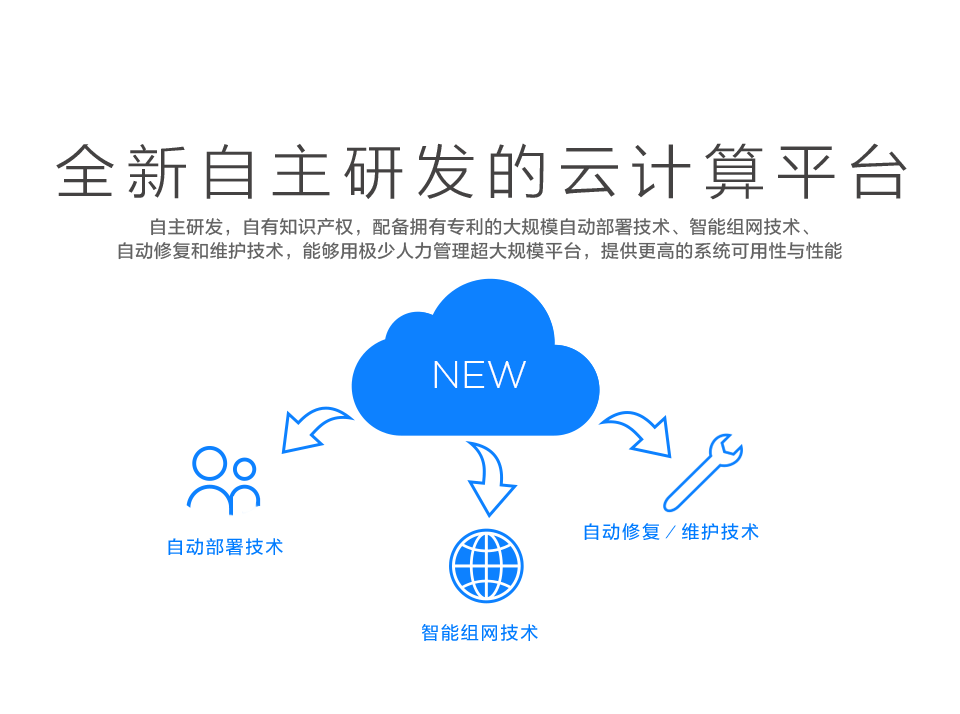 全新自主研发的云计算平台
自主研发，自有知识产权，配备拥有专利的大规模自动部署技术、智能组网技术、
自动修复和维护技术，能够用极少人力管理超大规模平台，提供更高的系统可用性与性能
NEW
自动部署技术
自动修复／维护技术
智能组网技术